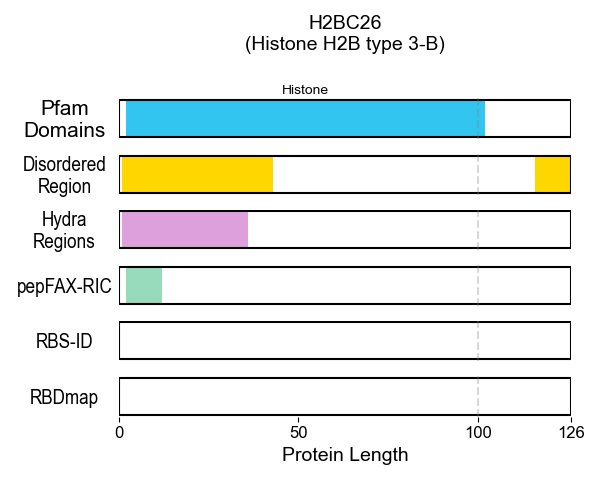 H2BC26
(Histone H2B type 3-B)
Histone
Pfam
Domains
Disordered
Region
Hydra
Regions
pepFAX-RIC
RBS-ID
RBDmap
0 50 100 126
Protein Length